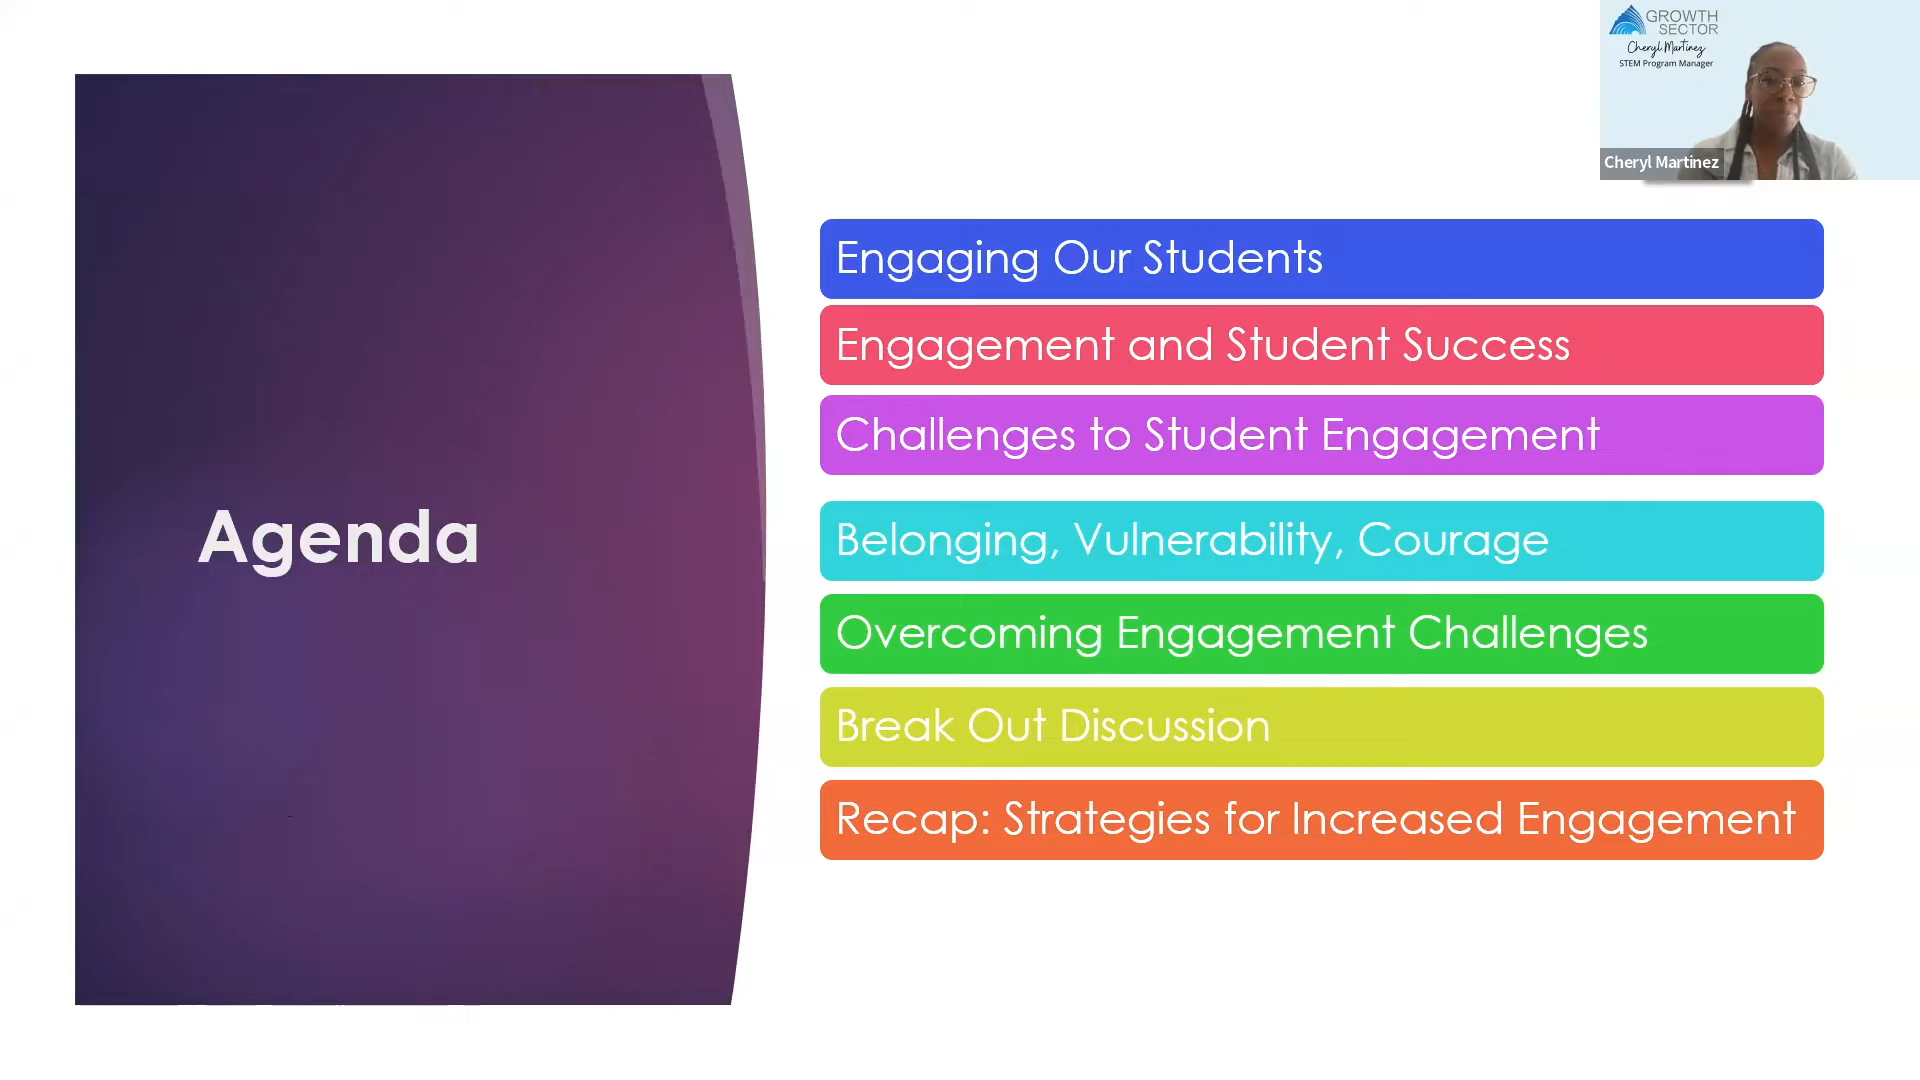 GROWTH
SECTOR
Cheryl Martinez
STEM Program Manager
Cheryl Martinez
Agenda
Engaging Our Students
Engagement and Student Success
Challenges to Student Engagement
Belonging, Vulnerability, Courage
Overcoming Engagement Challenges
Break Out Discussion
Recap: Strategies for Increased Engagement